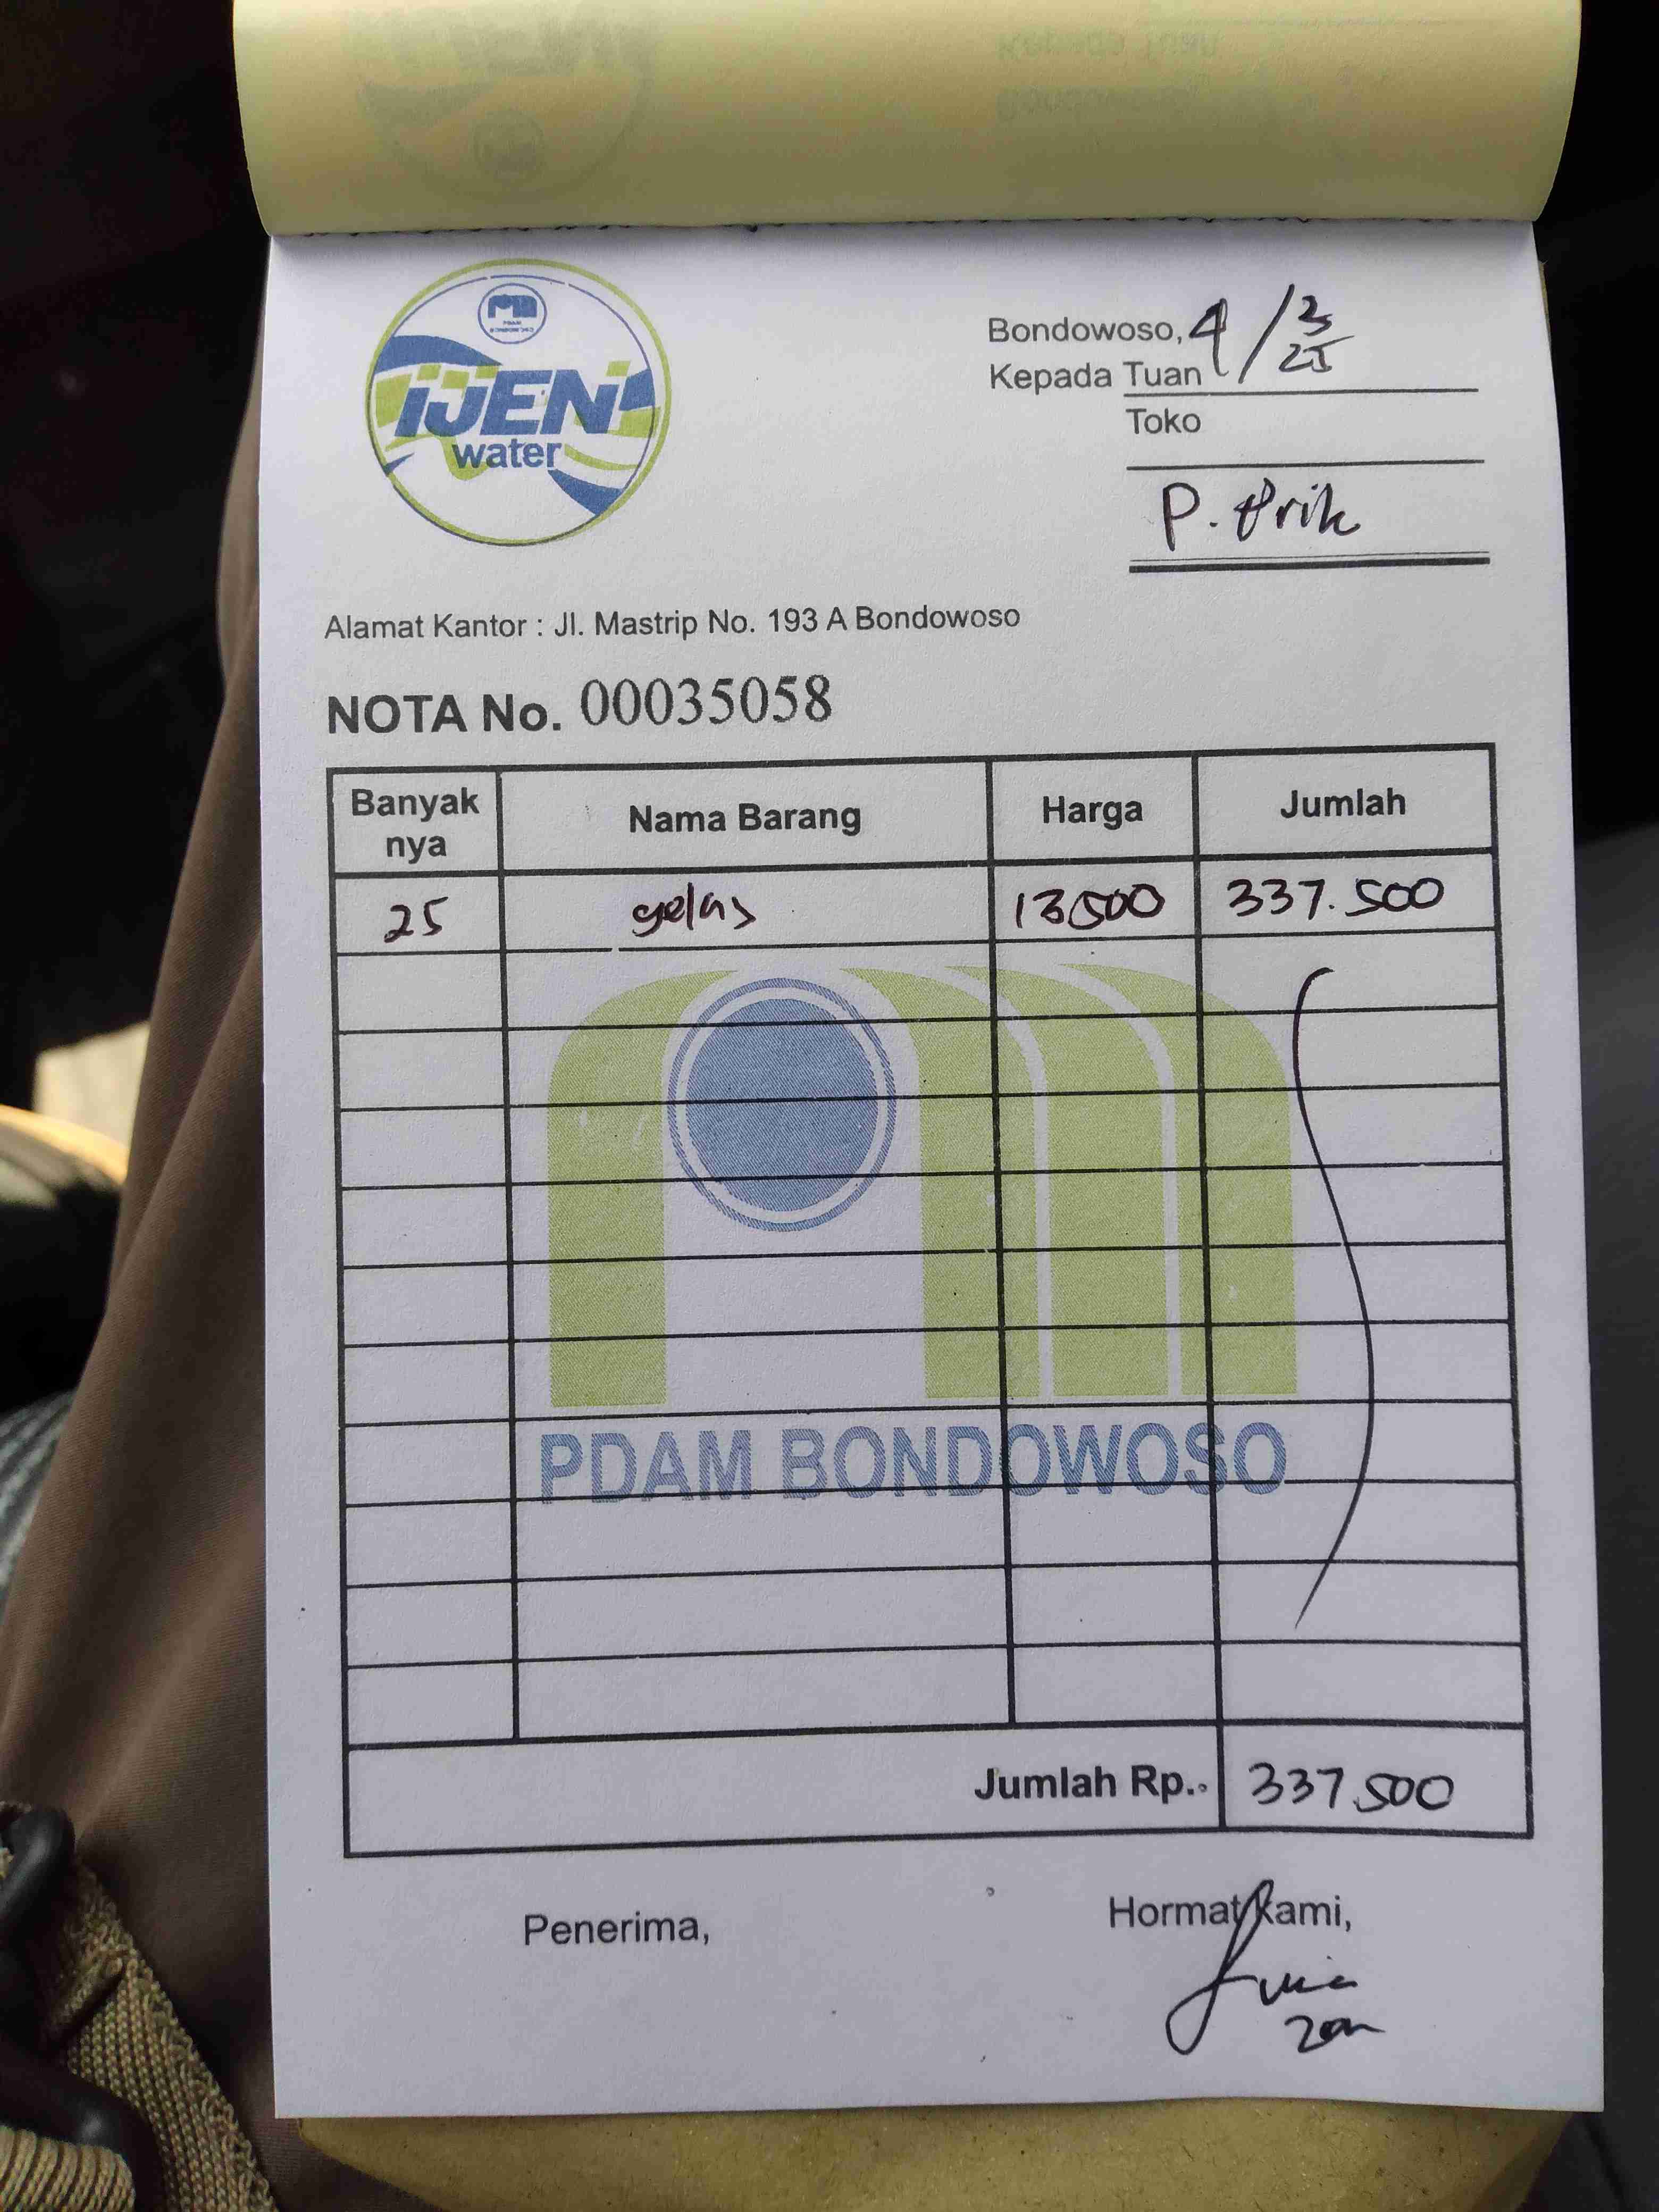 iJEN
water
Bondowoso, 4/3/25
Kepada Tuan
Toko
P. Erik
Alamat Kantor : Jl. Mastrip No. 193 A Bondowoso
NOTA No. 00035058
Banyak nya Nama Barang Harga Jumlah
25 gelas 13.500 337.500
PDAM BONDOWOSO
Jumlah Rp.. 337.500
Penerima, Hormat kami,